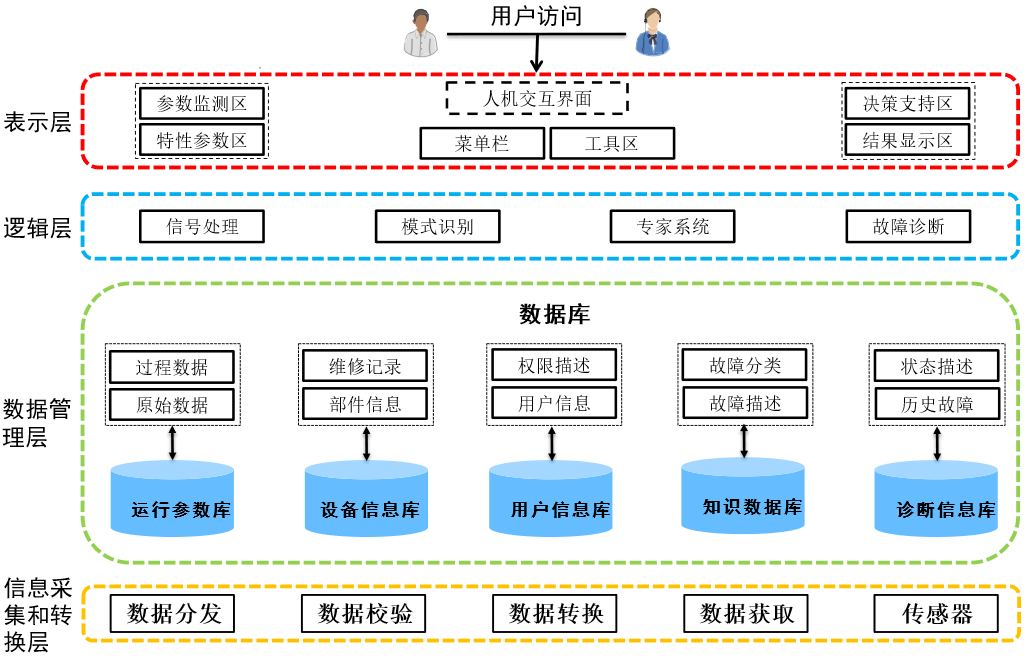 用户访问
表示层
参数监测区
特性参数区
人机交互界面
菜单栏
工具区
决策支持区
结果显示区
逻辑层
信号处理
模式识别
专家系统
故障诊断
数据管
理层
数据库
过程数据
原始数据
维修记录
部件信息
权限描述
用户信息
故障分类
故障描述
状态描述
历史故障
运行参数库
设备信息库
用户信息库
知识数据库
诊断信息库
信息采
集和转
换层
数据分发
数据校验
数据转换
数据获取
传感器